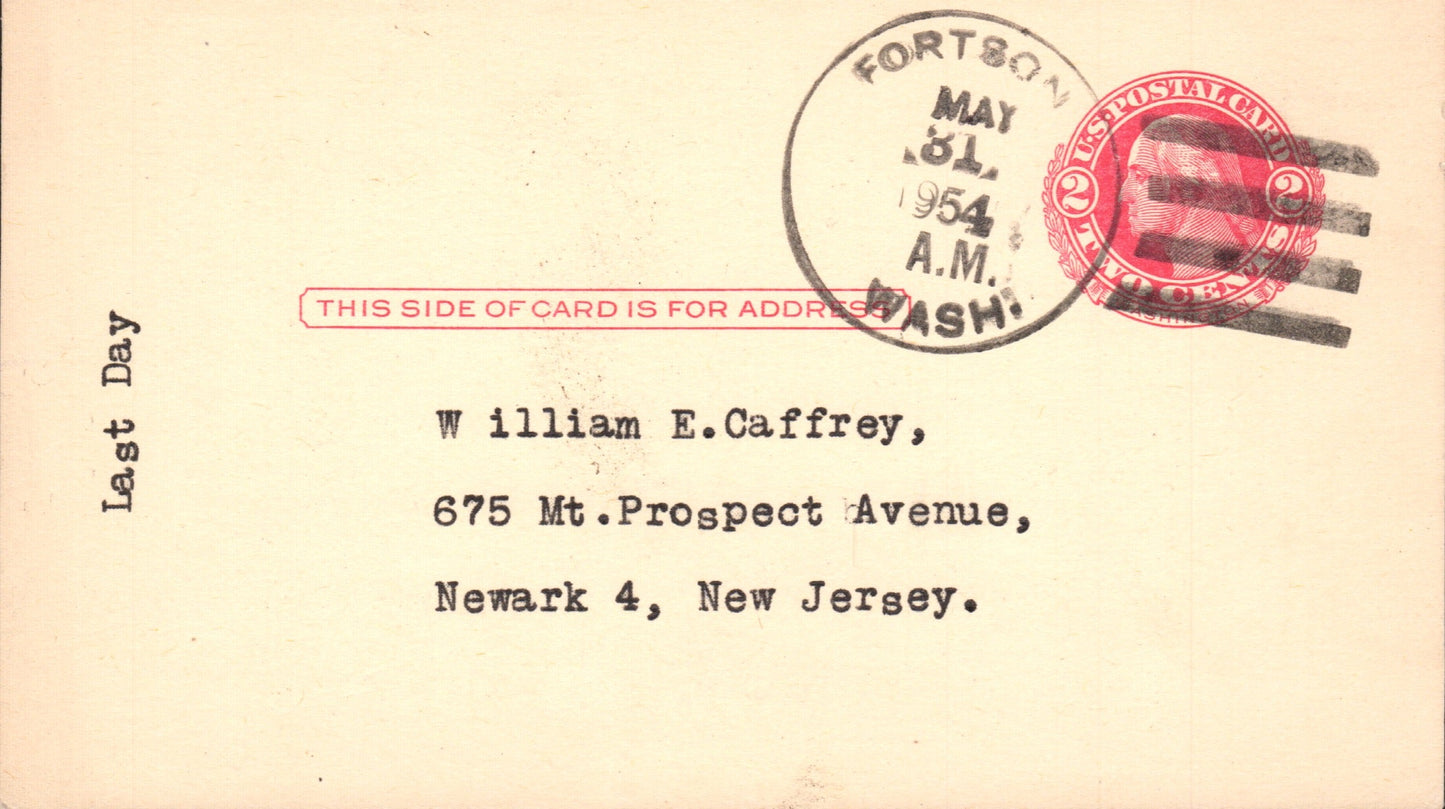 FORTSON
MAY
31
1954
A.M.
WASH.
U.S. POSTAL CARD
2 2
TWO CENTS
WASHINGTON
THIS SIDE OF CARD IS FOR ADDRESS
Last Day
W illiam E.Caffrey,
675 Mt.Prospect Avenue,
Newark 4, New Jersey.